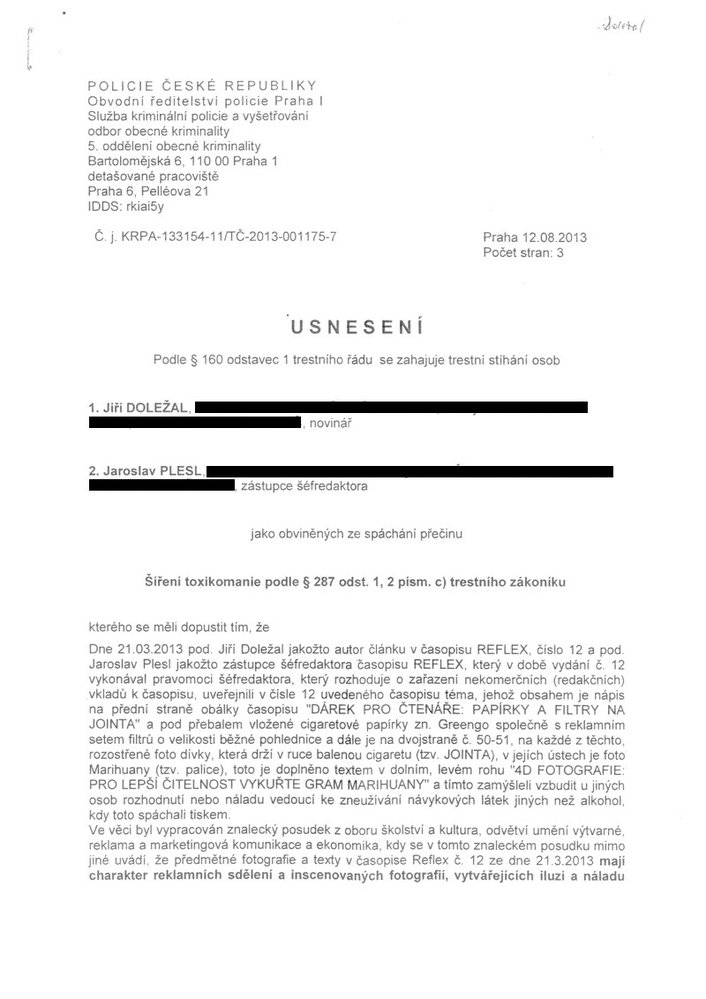 Doležal
POLICIE ČESKÉ REPUBLIKY
Obvodní ředitelství policie Praha I
Služba kriminální policie a vyšetřování
odbor obecné kriminality
5. oddělení obecné kriminality
Bartolomějská 6, 110 00 Praha 1
detašované pracoviště
Praha 6, Pelléova 21
IDDS: rkiai5y
Č. j. KRPA-133154-11/TČ-2013-001175-7
Praha 12.08.2013
Počet stran: 3
USNESENÍ
Podle § 160 odstavec 1 trestního řádu se zahajuje trestní stíhání osob
1. Jiří DOLEŽAL,
, novinář
2. Jaroslav PLESL,
, zástupce šéfredaktora
jako obviněných ze spáchání přečinu
Šíření toxikomanie podle § 287 odst. 1, 2 písm. c) trestního zákoníku
kterého se měli dopustit tím, že
Dne 21.03.2013 pod. Jiří Doležal jakožto autor článku v časopisu REFLEX, číslo 12 a pod.
Jaroslav Plesl jakožto zástupce šéfredaktora časopisu REFLEX, který v době vydání č. 12
vykonával pravomoci šéfredaktora, který rozhoduje o zařazení nekomerčních (redakčních)
vkladů k časopisu, uveřejnili v čísle 12 uvedeného časopisu téma, jehož obsahem je nápis
na přední straně obálky časopisu "DÁREK PRO ČTENÁŘE: PAPÍRKY A FILTRY NA
JOINTA" a pod přebalem vložené cigaretové papírky zn. Greengo společně s reklamním
setem filtrů o velikosti běžné pohlednice a dále je na dvojstraně č. 50-51, na každé z těchto,
rozostřené foto dívky, která drží v ruce balenou cigaretu (tzv. JOINTA), v jejích ústech je foto
Marihuany (tzv. palice), toto je doplněno textem v dolním, levém rohu "4D FOTOGRAFIE:
PRO LEPŠÍ ČITELNOST VYKUŘTE GRAM MARIHUANY" a tímto zamýšleli vzbudit u jiných
osob rozhodnutí nebo náladu vedoucí ke zneužívání návykových látek jiných než alkohol,
kdy toto spáchali tiskem.
Ve věci byl vypracován znalecký posudek z oboru školství a kultura, odvětví umění výtvarné,
reklama a marketingová komunikace a ekonomika, kdy se v tomto znaleckém posudku mimo
jiné uvádí, že předmětné fotografie a texty v časopise Reflex č. 12 ze dne 21.3.2013 mají
charakter reklamních sdělení a inscenovaných fotografií, vytvářejících iluzi a náladu